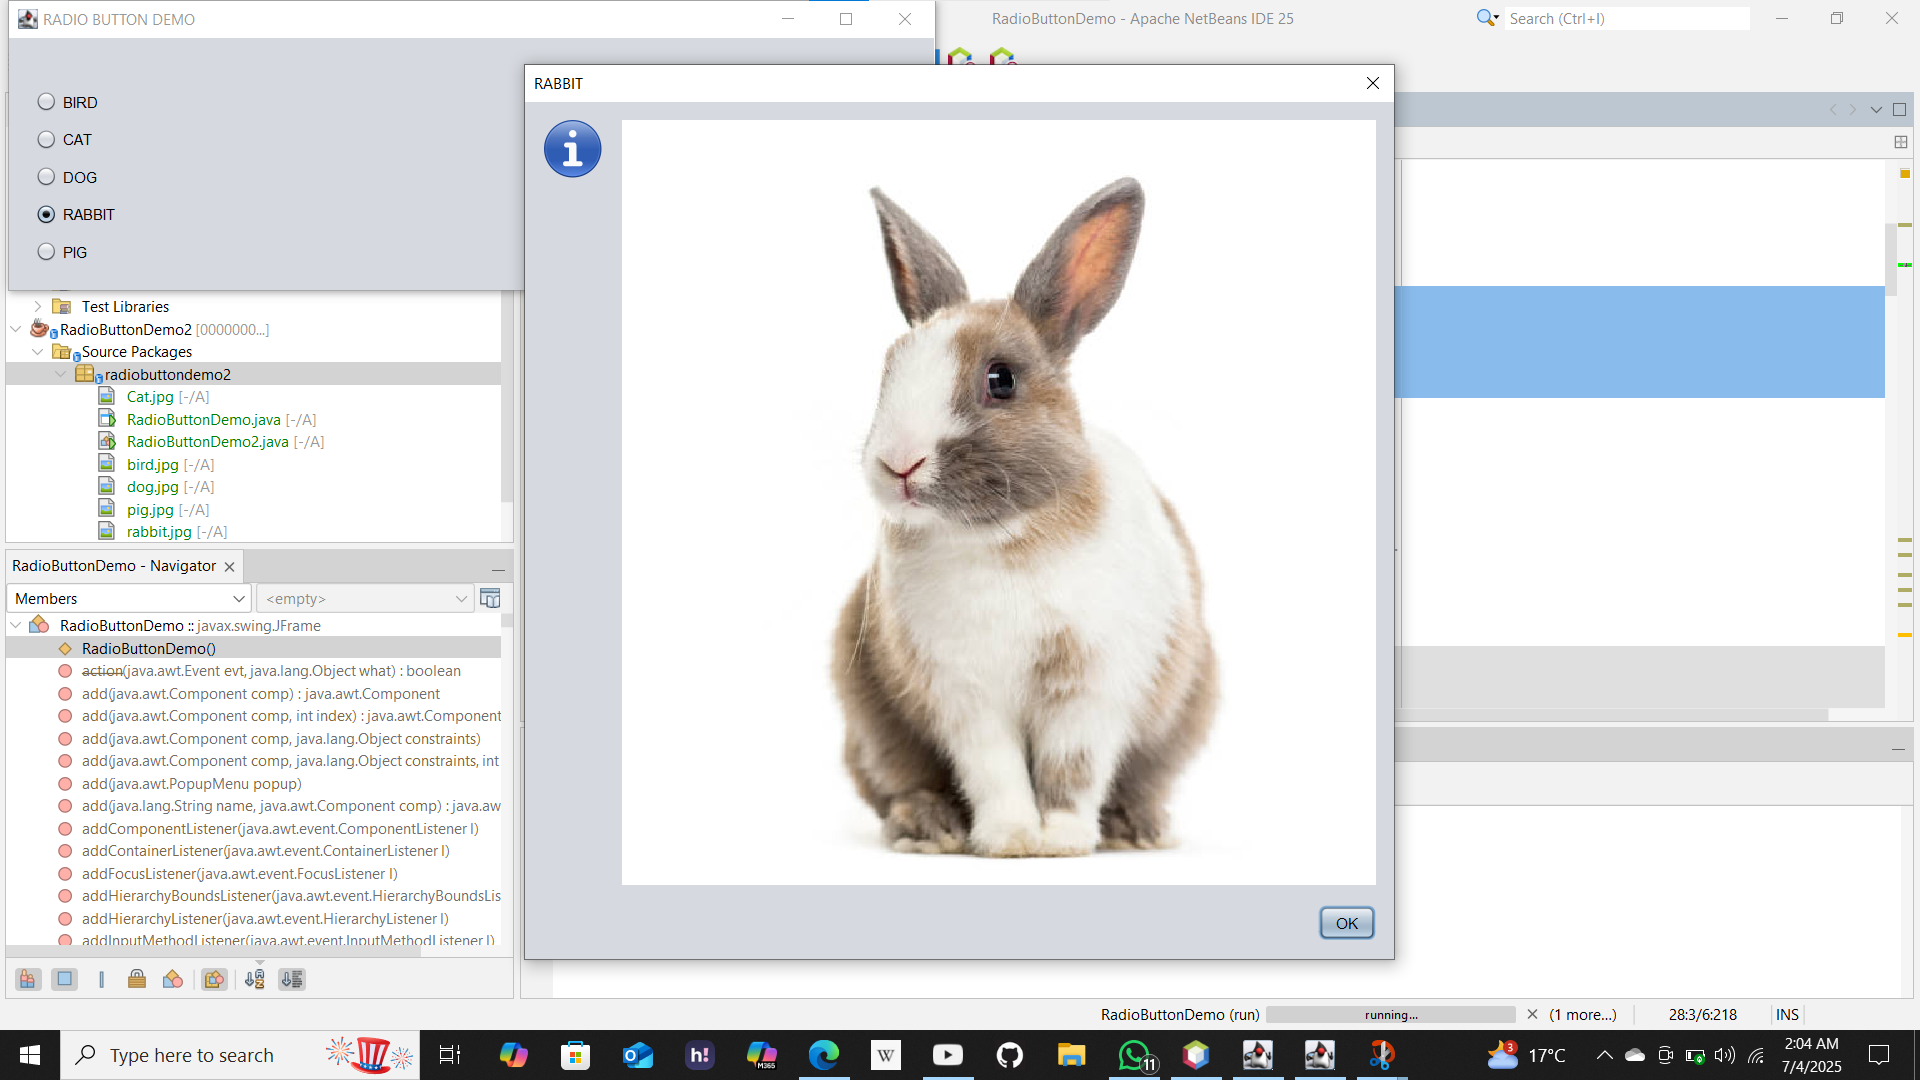 RADIO BUTTON DEMO
RadioButtonDemo - Apache NetBeans IDE 25
Search (Ctrl+I)
RABBIT
BIRD
CAT
DOG
RABBIT
PIG
Test Libraries
RadioButtonDemo2 [0000000...]
Source Packages
radiobuttondemo2
Cat.jpg [-/A]
RadioButtonDemo.java [-/A]
RadioButtonDemo2.java [-/A]
bird.jpg [-/A]
dog.jpg [-/A]
pig.jpg [-/A]
rabbit.jpg [-/A]
RadioButtonDemo - Navigator
Members
<empty>
RadioButtonDemo :: javax.swing.JFrame
RadioButtonDemo()
action(java.awt.Event evt, java.lang.Object what) : boolean
add(java.awt.Component comp) : java.awt.Component
add(java.awt.Component comp, int index) : java.awt.Component
add(java.awt.Component comp, java.lang.Object constraints)
add(java.awt.Component comp, java.lang.Object constraints, int
add(java.awt.PopupMenu popup)
add(java.lang.String name, java.awt.Component comp) : java.aw
addComponentListener(java.awt.event.ComponentListener l)
addContainerListener(java.awt.event.ContainerListener l)
addFocusListener(java.awt.event.FocusListener l)
addHierarchyBoundsListener(java.awt.event.HierarchyBoundsLis
addHierarchyListener(java.awt.event.HierarchyListener l)
addInputMethodListener(java.awt.event.InputMethodListener l)
OK
RadioButtonDemo (run)
running...
(1 more...)
28:3/6:218
INS
Type here to search
h!
M365
W
11
3
17°C
2:04 AM
7/4/2025